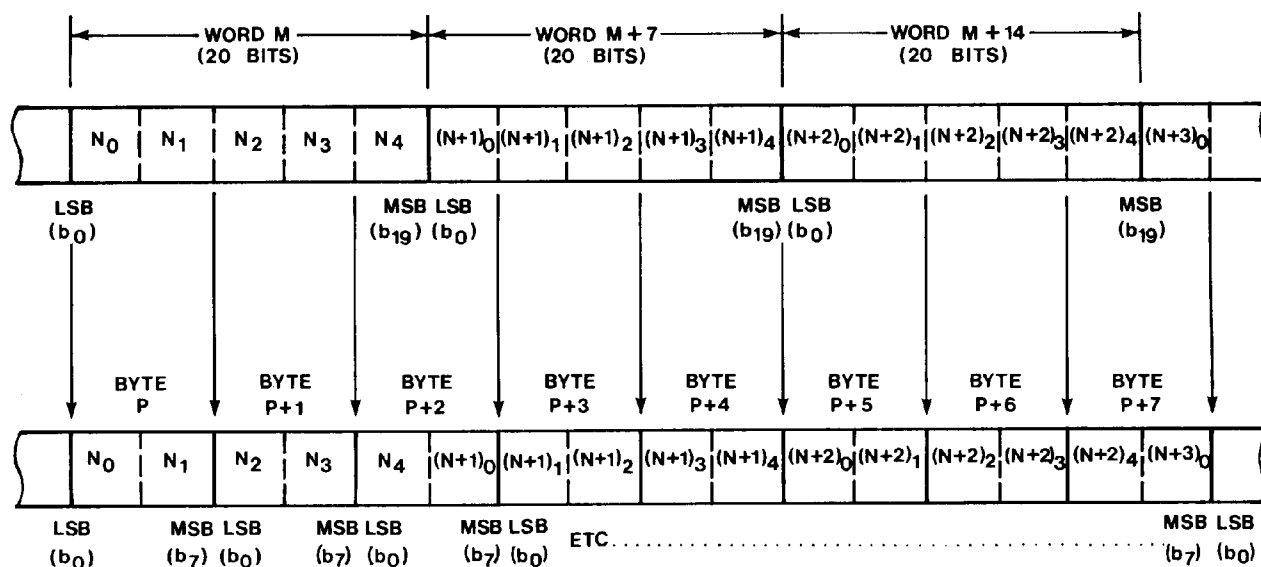 WORD M WORD M + 7 WORD M + 14
(20 BITS) (20 BITS) (20 BITS)
N0 N1 N2 N3 N4 (N+1)0 (N+1)1 (N+1)2 (N+1)3 (N+1)4 (N+2)0 (N+2)1 (N+2)2 (N+2)3 (N+2)4 (N+3)0
LSB MSB LSB MSB LSB MSB
(b0) (b19) (b0) (b19) (b0) (b19)
BYTE BYTE BYTE BYTE BYTE BYTE BYTE BYTE
P P+1 P+2 P+3 P+4 P+5 P+6 P+7
N0 N1 N2 N3 N4 (N+1)0 (N+1)1 (N+1)2 (N+1)3 (N+1)4 (N+2)0 (N+2)1 (N+2)2 (N+2)3 (N+2)4 (N+3)0
LSB MSB LSB MSB LSB MSB LSB ETC. MSB LSB
(b0) (b7) (b0) (b7) (b0) (b7) (b0) (b7) (b0)